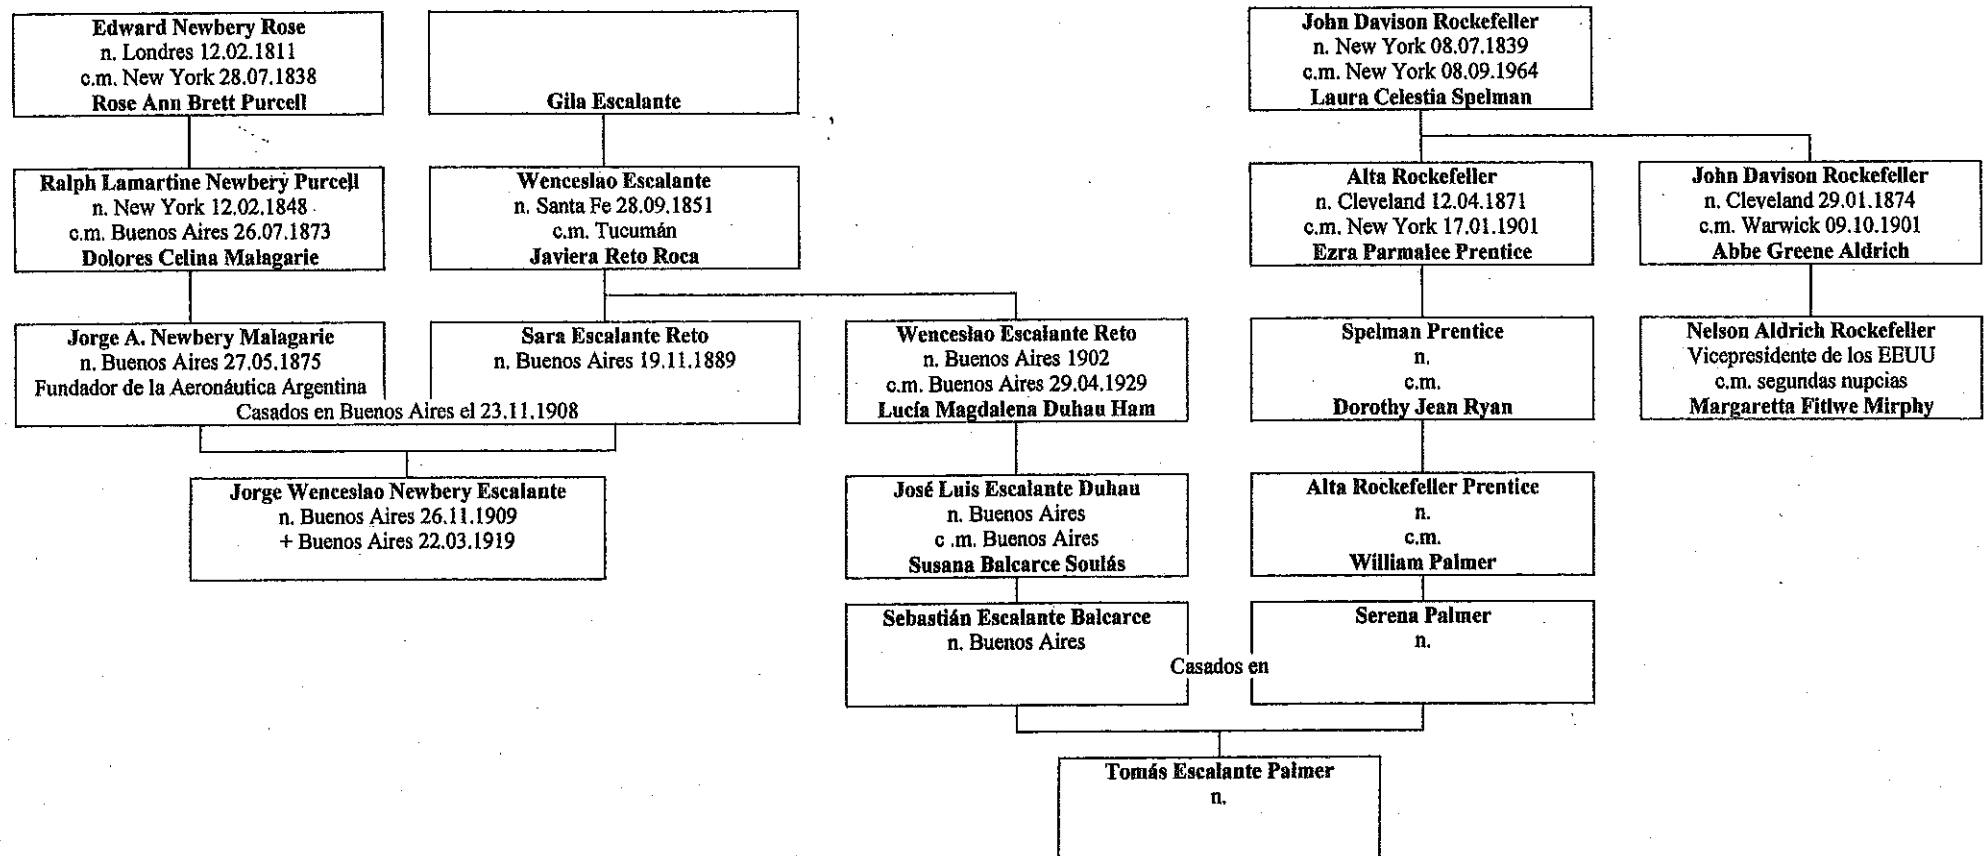 Edward Newbery Rose
n. Londres 12.02.1811
c.m. New York 28.07.1838
Rose Ann Brett Purcell
Gila Escalante
John Davison Rockefeller
n. New York 08.07.1839
c.m. New York 08.09.1964
Laura Celestia Spelman
Ralph Lamartine Newbery Purcell
n. New York 12.02.1848
c.m. Buenos Aires 26.07.1873
Dolores Celina Malagarie
Wenceslao Escalante
n. Santa Fe 28.09.1851
c.m. Tucumán
Javiera Reto Roca
Alta Rockefeller
n. Cleveland 12.04.1871
c.m. New York 17.01.1901
Ezra Parmalee Prentice
John Davison Rockefeller
n. Cleveland 29.01.1874
c.m. Warwick 09.10.1901
Abbe Greene Aldrich
Jorge A. Newbery Malagarie
n. Buenos Aires 27.05.1875
Fundador de la Aeronáutica Argentina
Sara Escalante Reto
n. Buenos Aires 19.11.1889
Casados en Buenos Aires el 23.11.1908
Wenceslao Escalante Reto
n. Buenos Aires 1902
c.m. Buenos Aires 29.04.1929
Lucía Magdalena Duhau Ham
Spelman Prentice
n.
c.m.
Dorothy Jean Ryan
Nelson Aldrich Rockefeller
Vicepresidente de los EEUU
c.m. segundas nupcias
Margaretta Fitlwe Mirphy
Jorge Wenceslao Newbery Escalante
n. Buenos Aires 26.11.1909
+ Buenos Aires 22.03.1919
José Luis Escalante Duhau
n. Buenos Aires
c .m. Buenos Aires
Susana Balcarce Soulás
Alta Rockefeller Prentice
n.
c.m.
William Palmer
Sebastián Escalante Balcarce
n. Buenos Aires
Serena Palmer
n.
Casados en
Tomás Escalante Palmer
n.